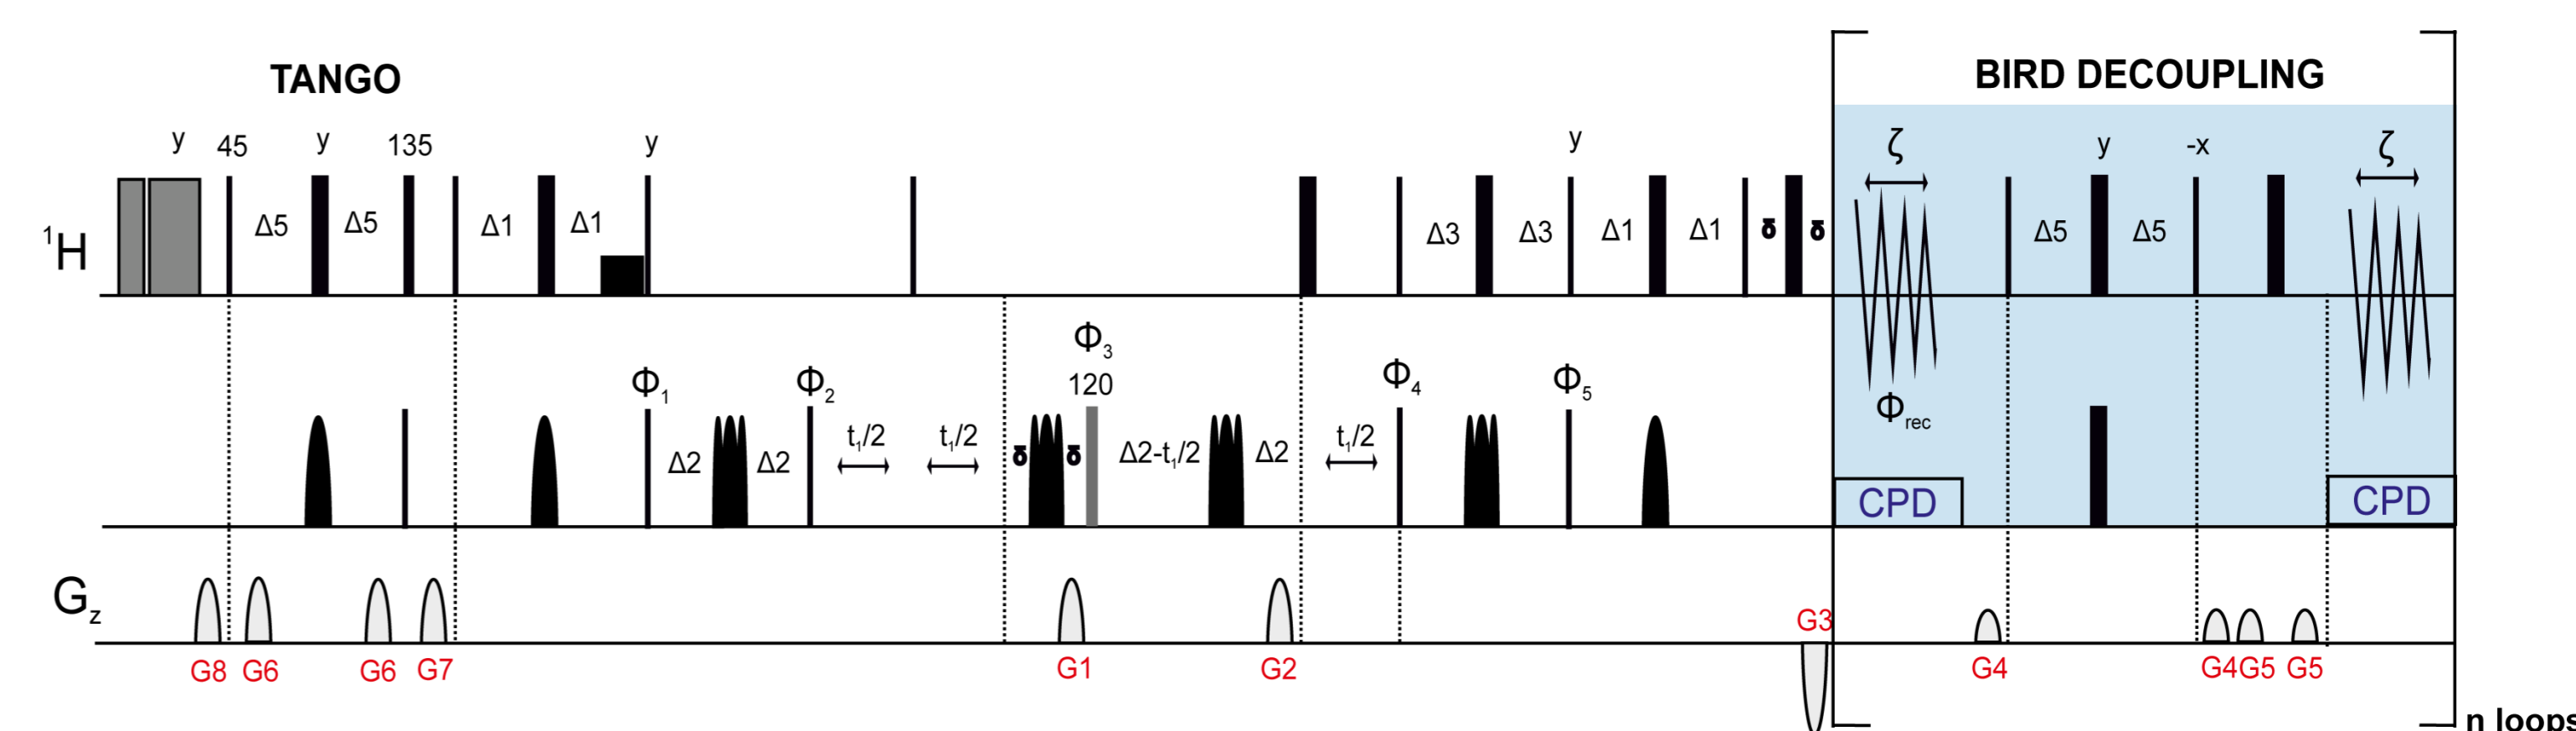 TANGO
BIRD DECOUPLING
y 45 y 135 y y ζ y -x ζ
¹H Δ5 Δ5 Δ1 Δ1 Δ3 Δ3 Δ1 Δ1 δ δ Δ5 Δ5
Φ₃
Φ₁ Φ₂ 120 Φ₄ Φ₅ Φrec
Δ2 Δ2 t₁/2 t₁/2 δ δ Δ2-t₁/2 Δ2 t₁/2
CPD CPD
Gz G3
G8 G6 G6 G7 G1 G2 G4 G4 G5 G5
n loops